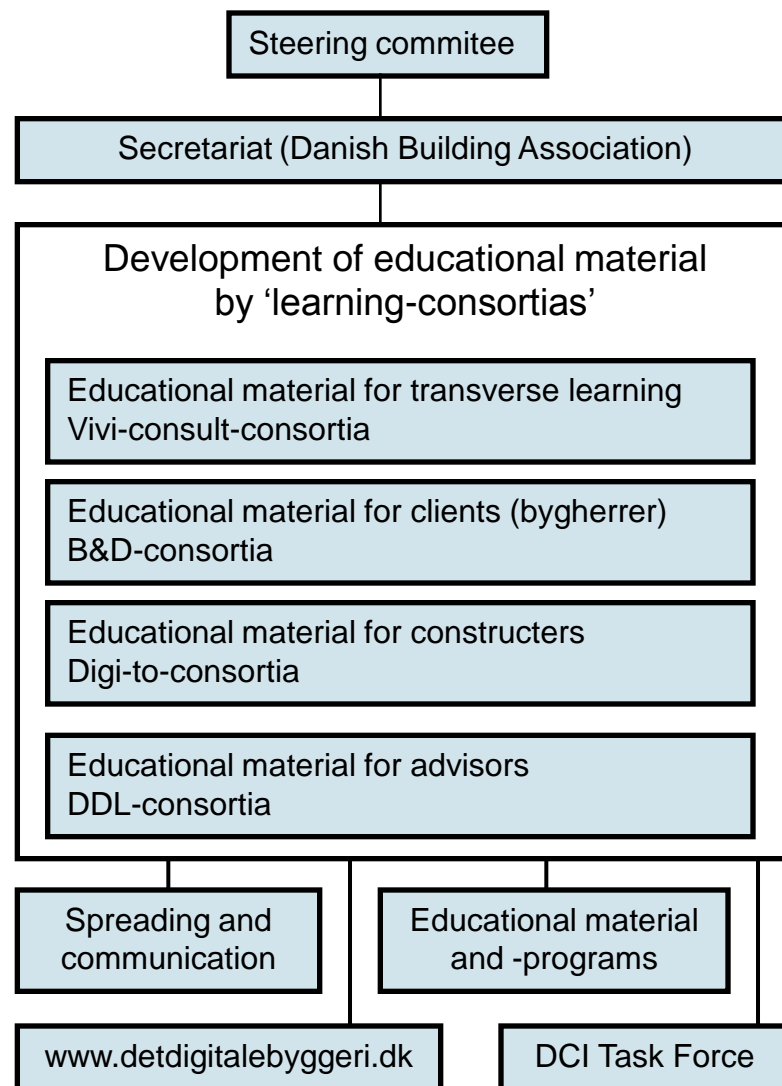 Steering commitee
Secretariat (Danish Building Association)
Development of educational material
by ‘learning-consortias’
Educational material for transverse learning
Vivi-consult-consortia
Educational material for clients (bygherrer)
B&D-consortia
Educational material for constructers
Digi-to-consortia
Educational material for advisors
DDL-consortia
Spreading and
communication
Educational material
and -programs
www.detdigitalebyggeri.dk
DCI Task Force